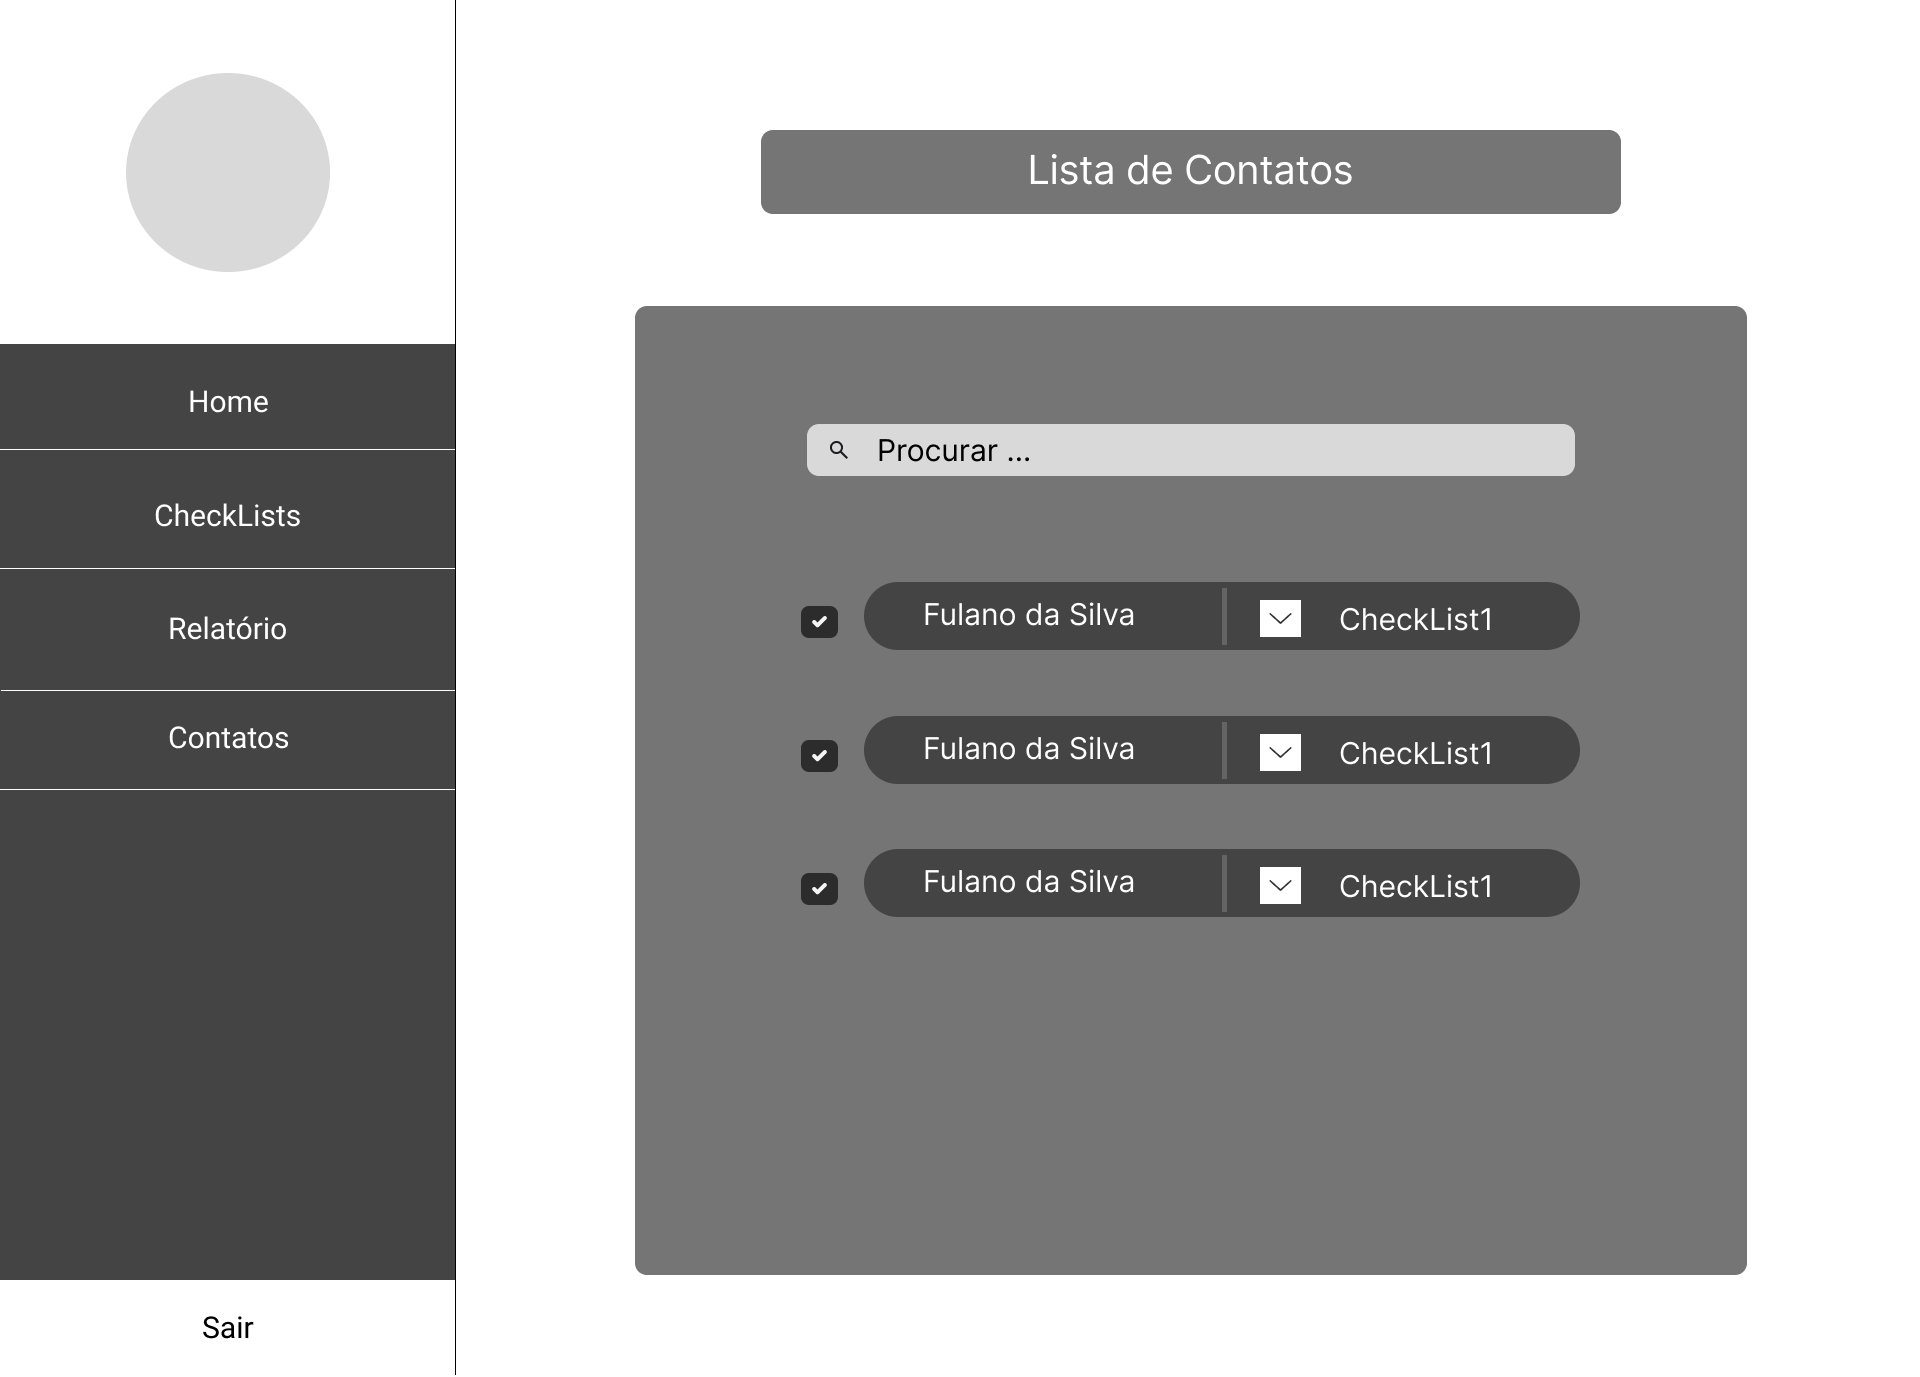 Home
CheckLists
Relatório
Contatos
Sair
Lista de Contatos
Procurar ...
Fulano da Silva CheckList1
Fulano da Silva CheckList1
Fulano da Silva CheckList1